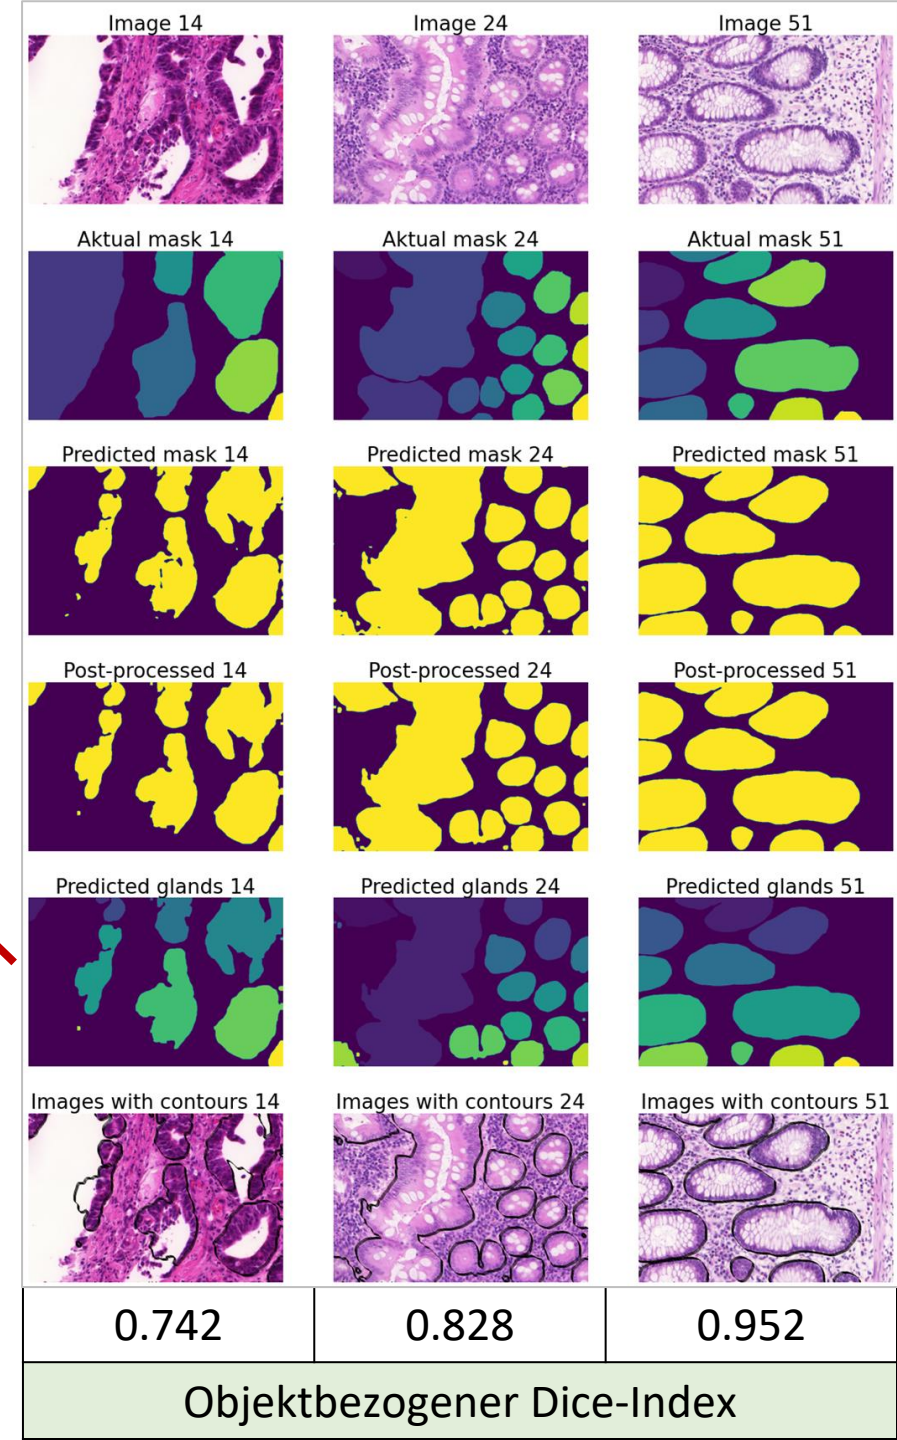 Image 14 Image 24 Image 51
Aktual mask 14 Aktual mask 24 Aktual mask 51
Predicted mask 14 Predicted mask 24 Predicted mask 51
Post-processed 14 Post-processed 24 Post-processed 51
Predicted glands 14 Predicted glands 24 Predicted glands 51
Images with contours 14 Images with contours 24 Images with contours 51
0.742 0.828 0.952
Objektbezogener Dice-Index